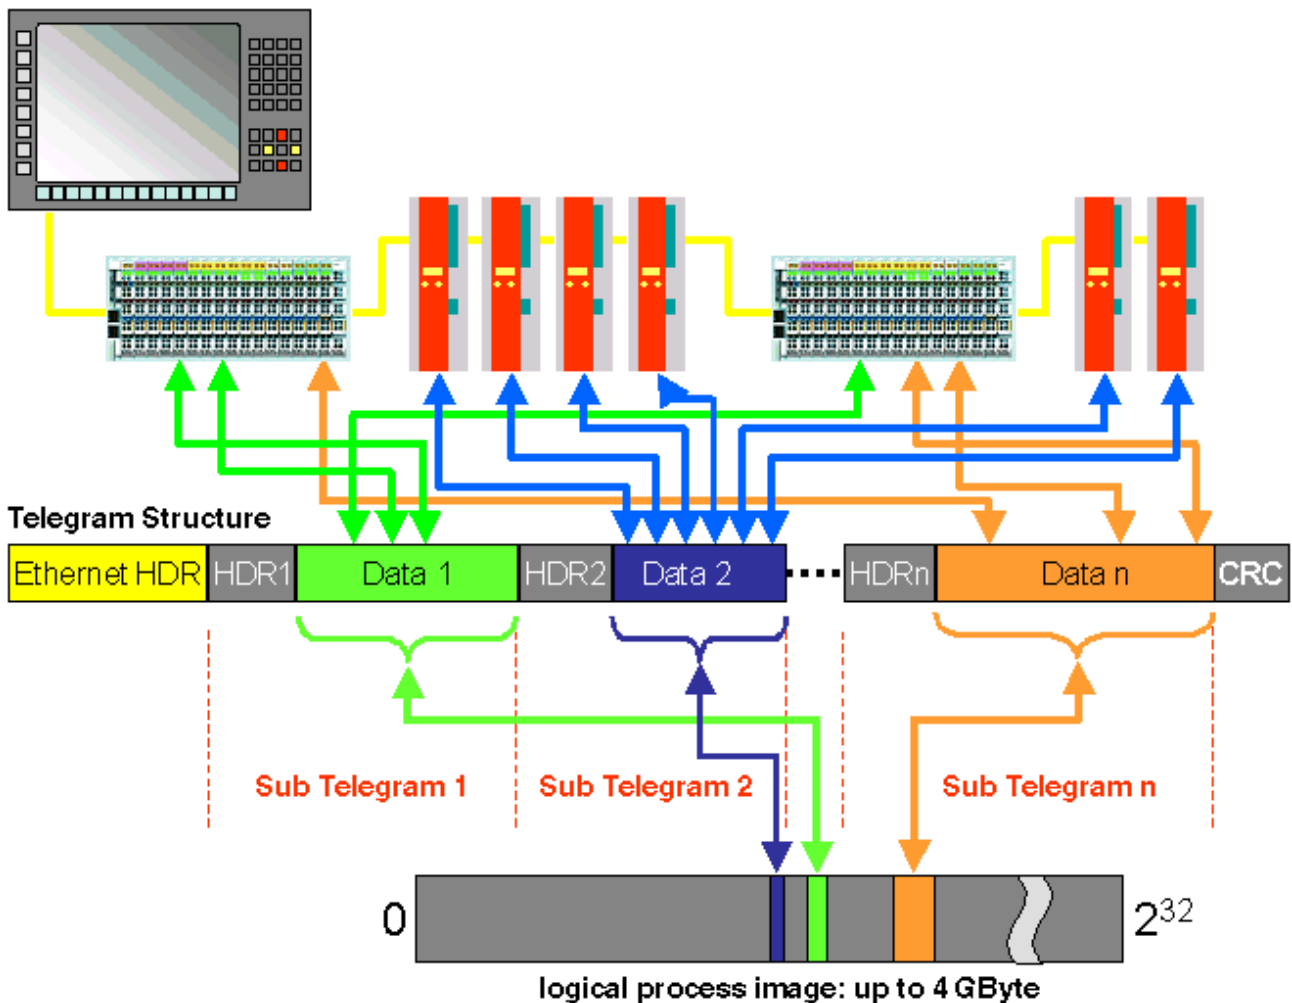 Telegram Structure
Ethernet HDR HDR1 Data 1 HDR2 Data 2 HDRn Data n CRC
Sub Telegram 1 Sub Telegram 2 Sub Telegram n
0 2³²
logical process image: up to 4 GByte